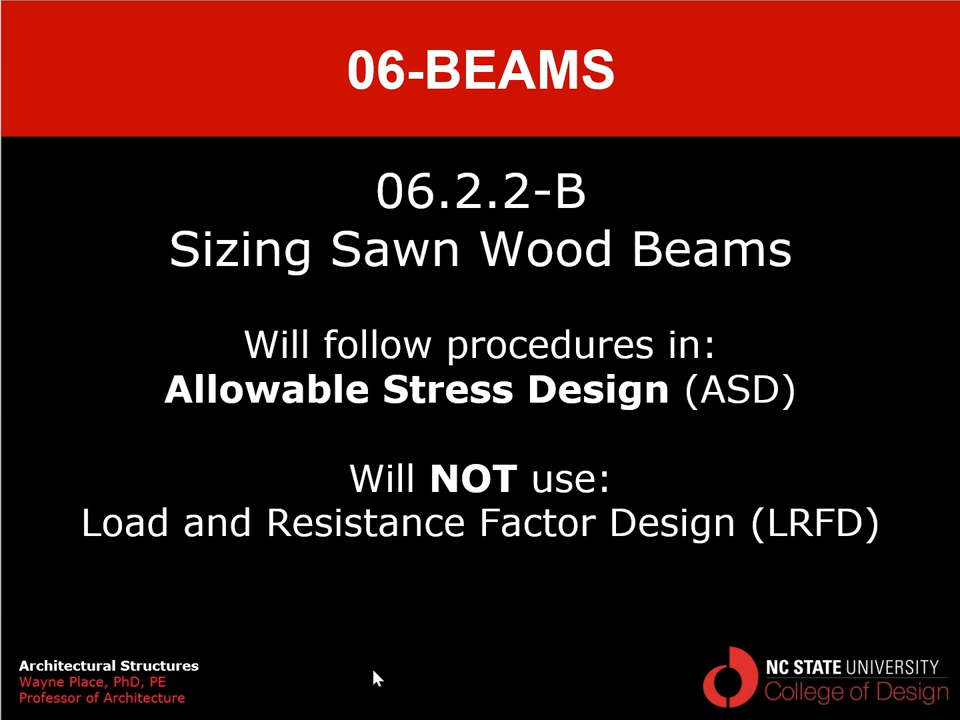 06-BEAMS
06.2.2-B
Sizing Sawn Wood Beams
Will follow procedures in:
Allowable Stress Design (ASD)
Will NOT use:
Load and Resistance Factor Design (LRFD)
Architectural Structures
Wayne Place, PhD, PE
Professor of Architecture
NC STATE UNIVERSITY
College of Design